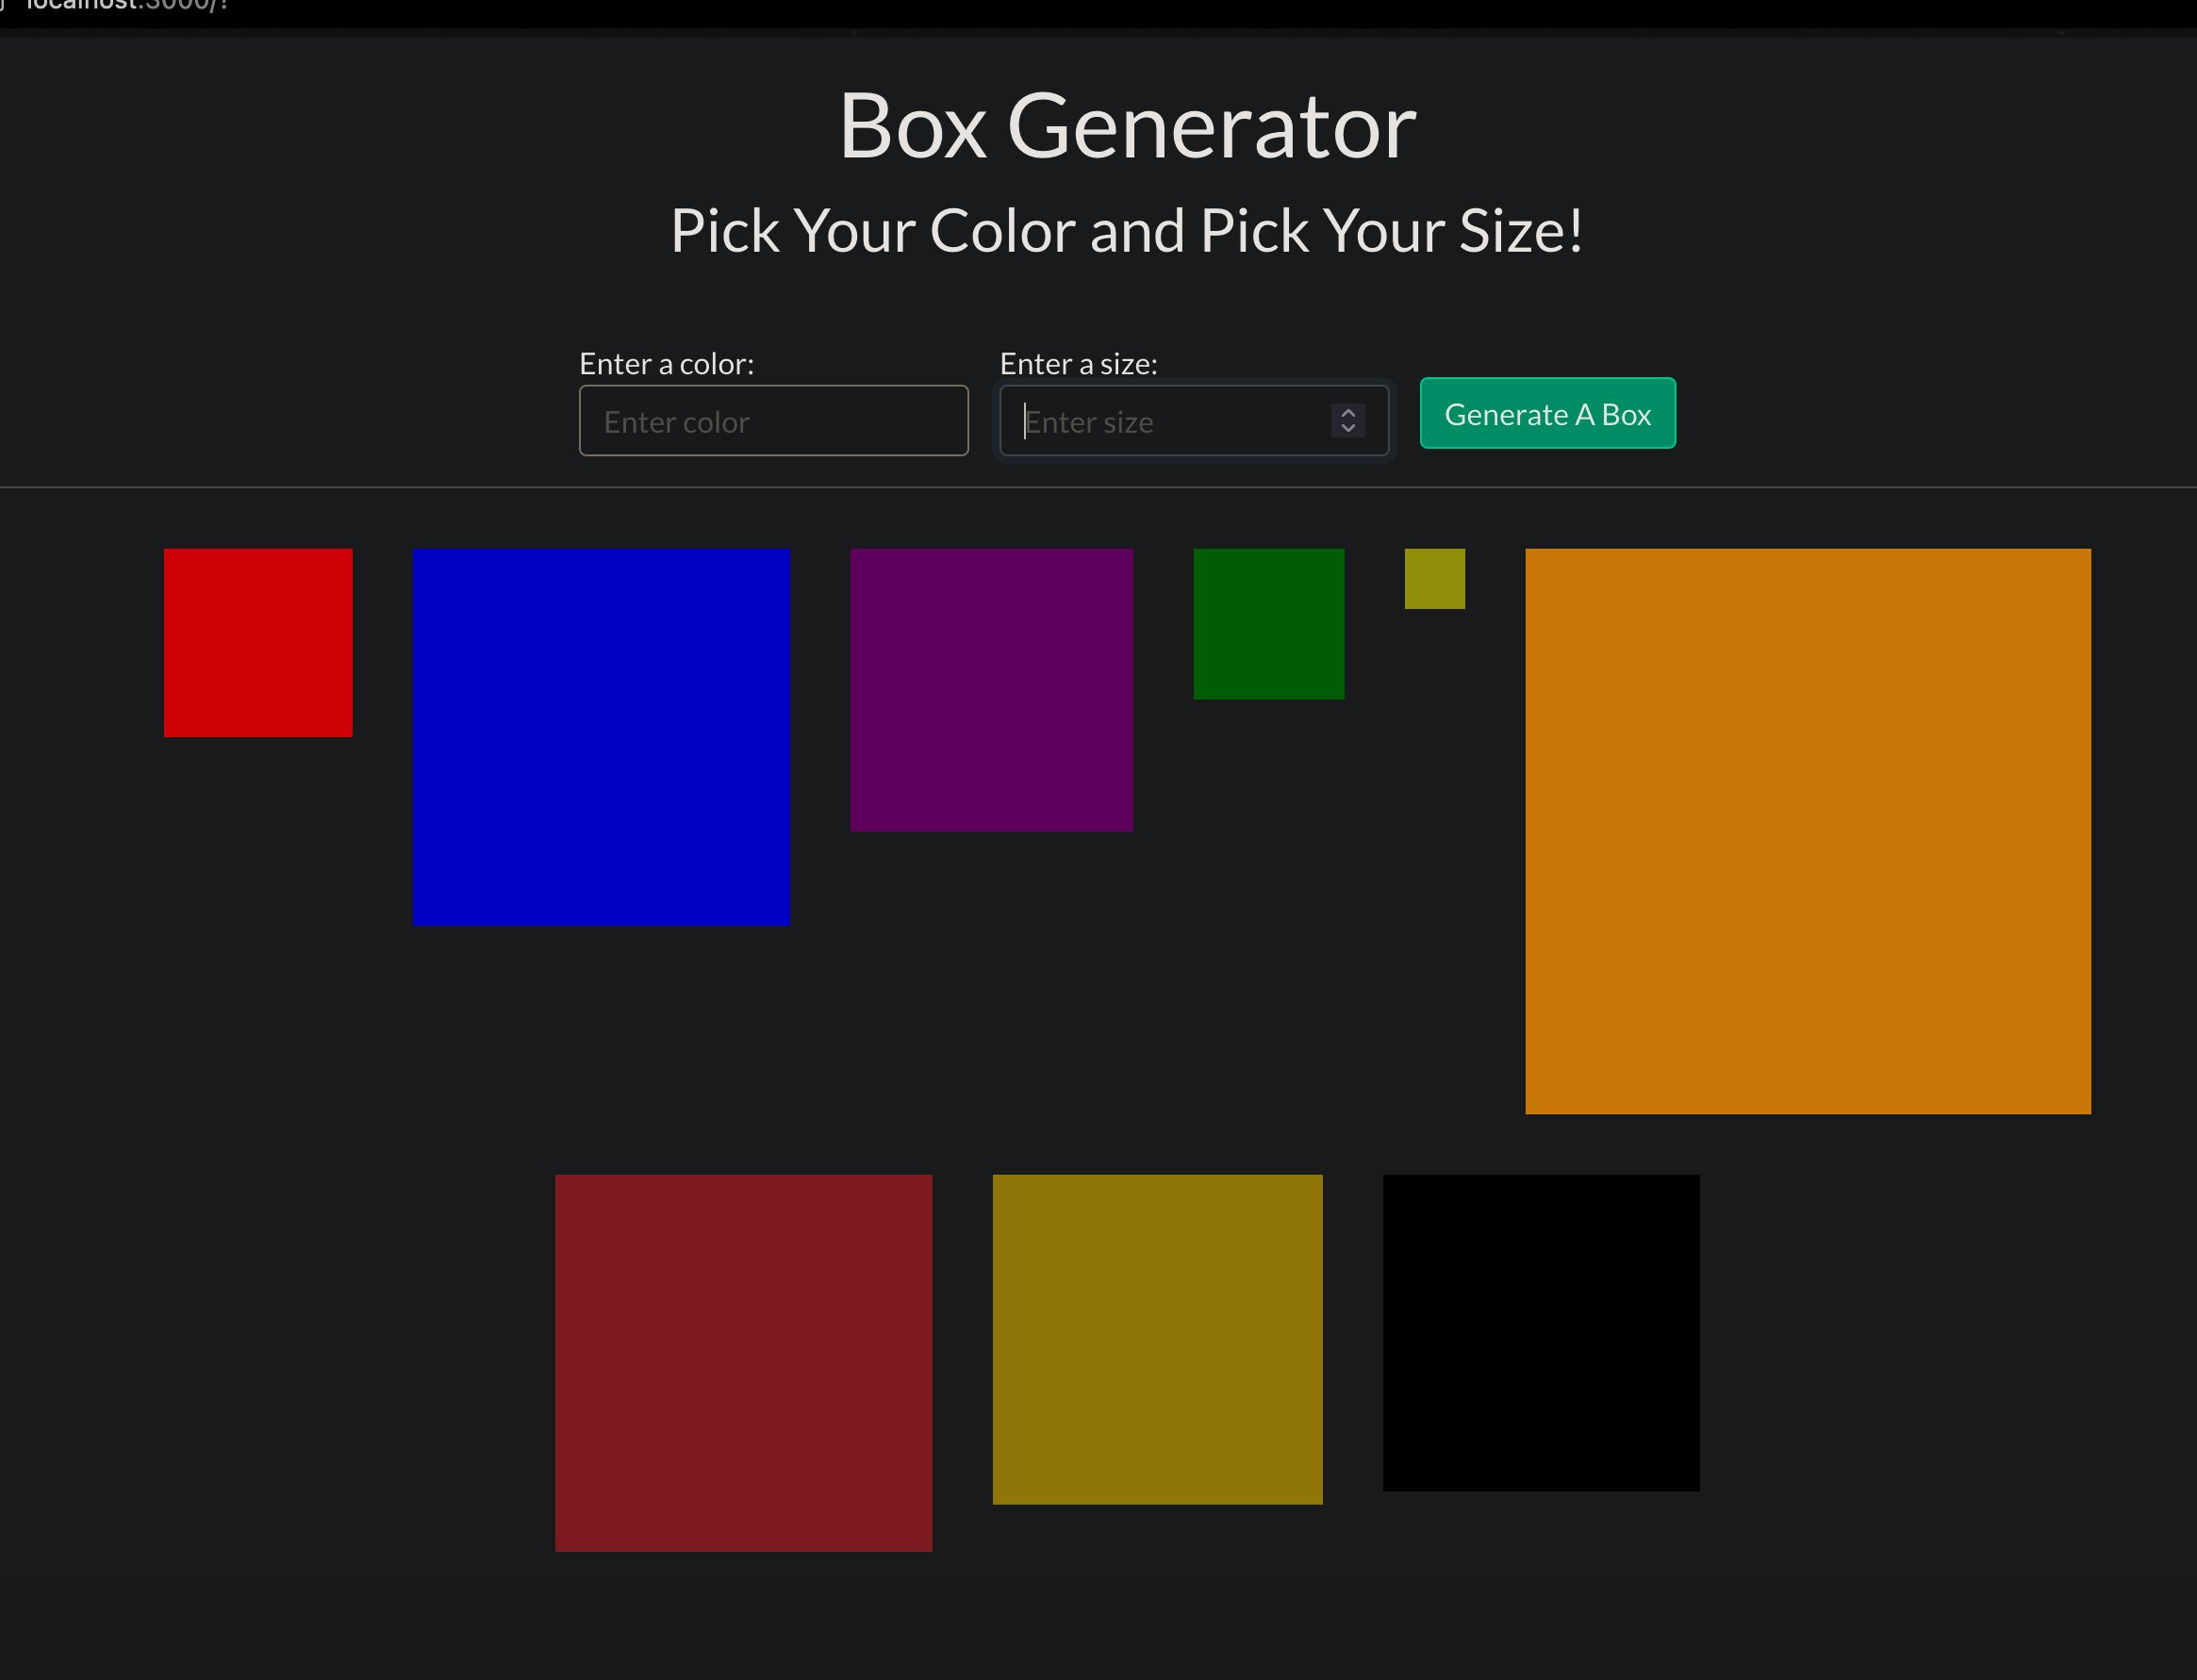 localhost:3000/?
Box Generator
Pick Your Color and Pick Your Size!
Enter a color:
Enter a size:
Enter color
Enter size
Generate A Box